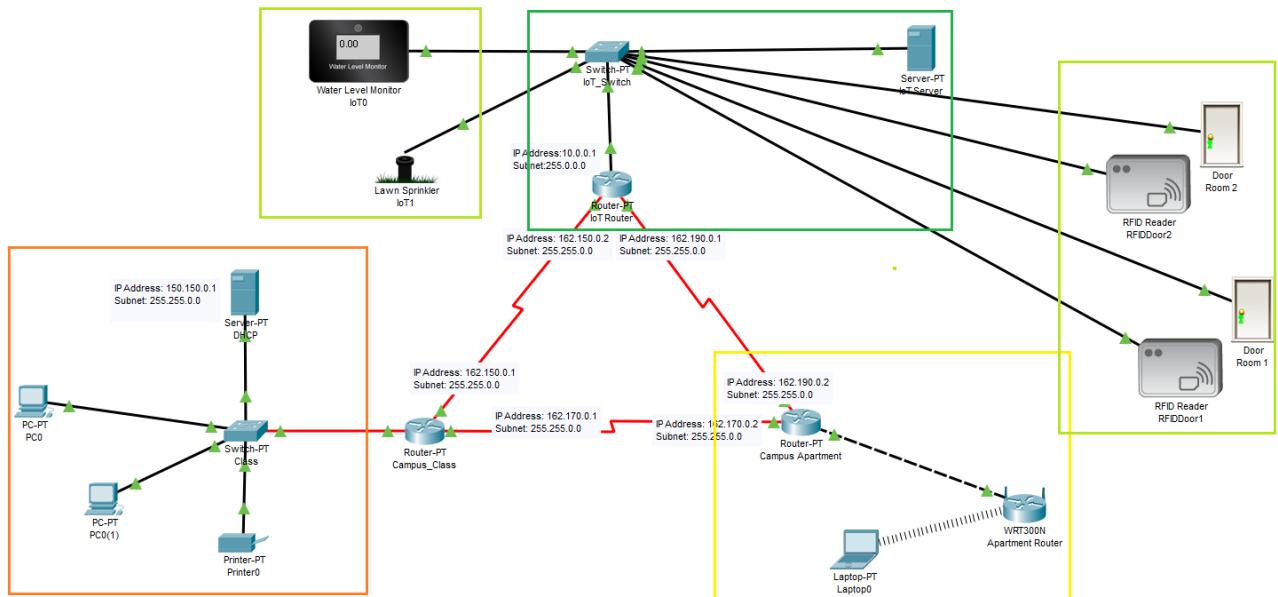 0.00
Water Level Monitor
Water Level Monitor
IoT0
Switch-PT
IoT_Switch
Server-PT
IoT Server
Lawn Sprinkler
IoT1
IP Address:10.0.0.1
Subnet:255.0.0.0
Router-PT
IoT Router
Door
Room 2
RFID Reader
RFIDDoor2
IP Address: 162.150.0.2
Subnet: 255.255.0.0
IP Address: 162.190.0.1
Subnet: 255.255.0.0
IP Address: 150.150.0.1
Subnet: 255.255.0.0
Server-PT
DHCP
Door
Room 1
RFID Reader
RFIDDoor1
IP Address: 162.150.0.1
Subnet: 255.255.0.0
IP Address: 162.190.0.2
Subnet: 255.255.0.0
PC-PT
PC0
Switch-PT
Class
IP Address: 162.170.0.1
Subnet: 255.255.0.0
Router-PT
Campus_Class
IP Address: 162.170.0.2
Subnet: 255.255.0.0
Router-PT
Campus Apartment
PC-PT
PC0(1)
Printer-PT
Printer0
WRT300N
Apartment Router
Laptop-PT
Laptop0